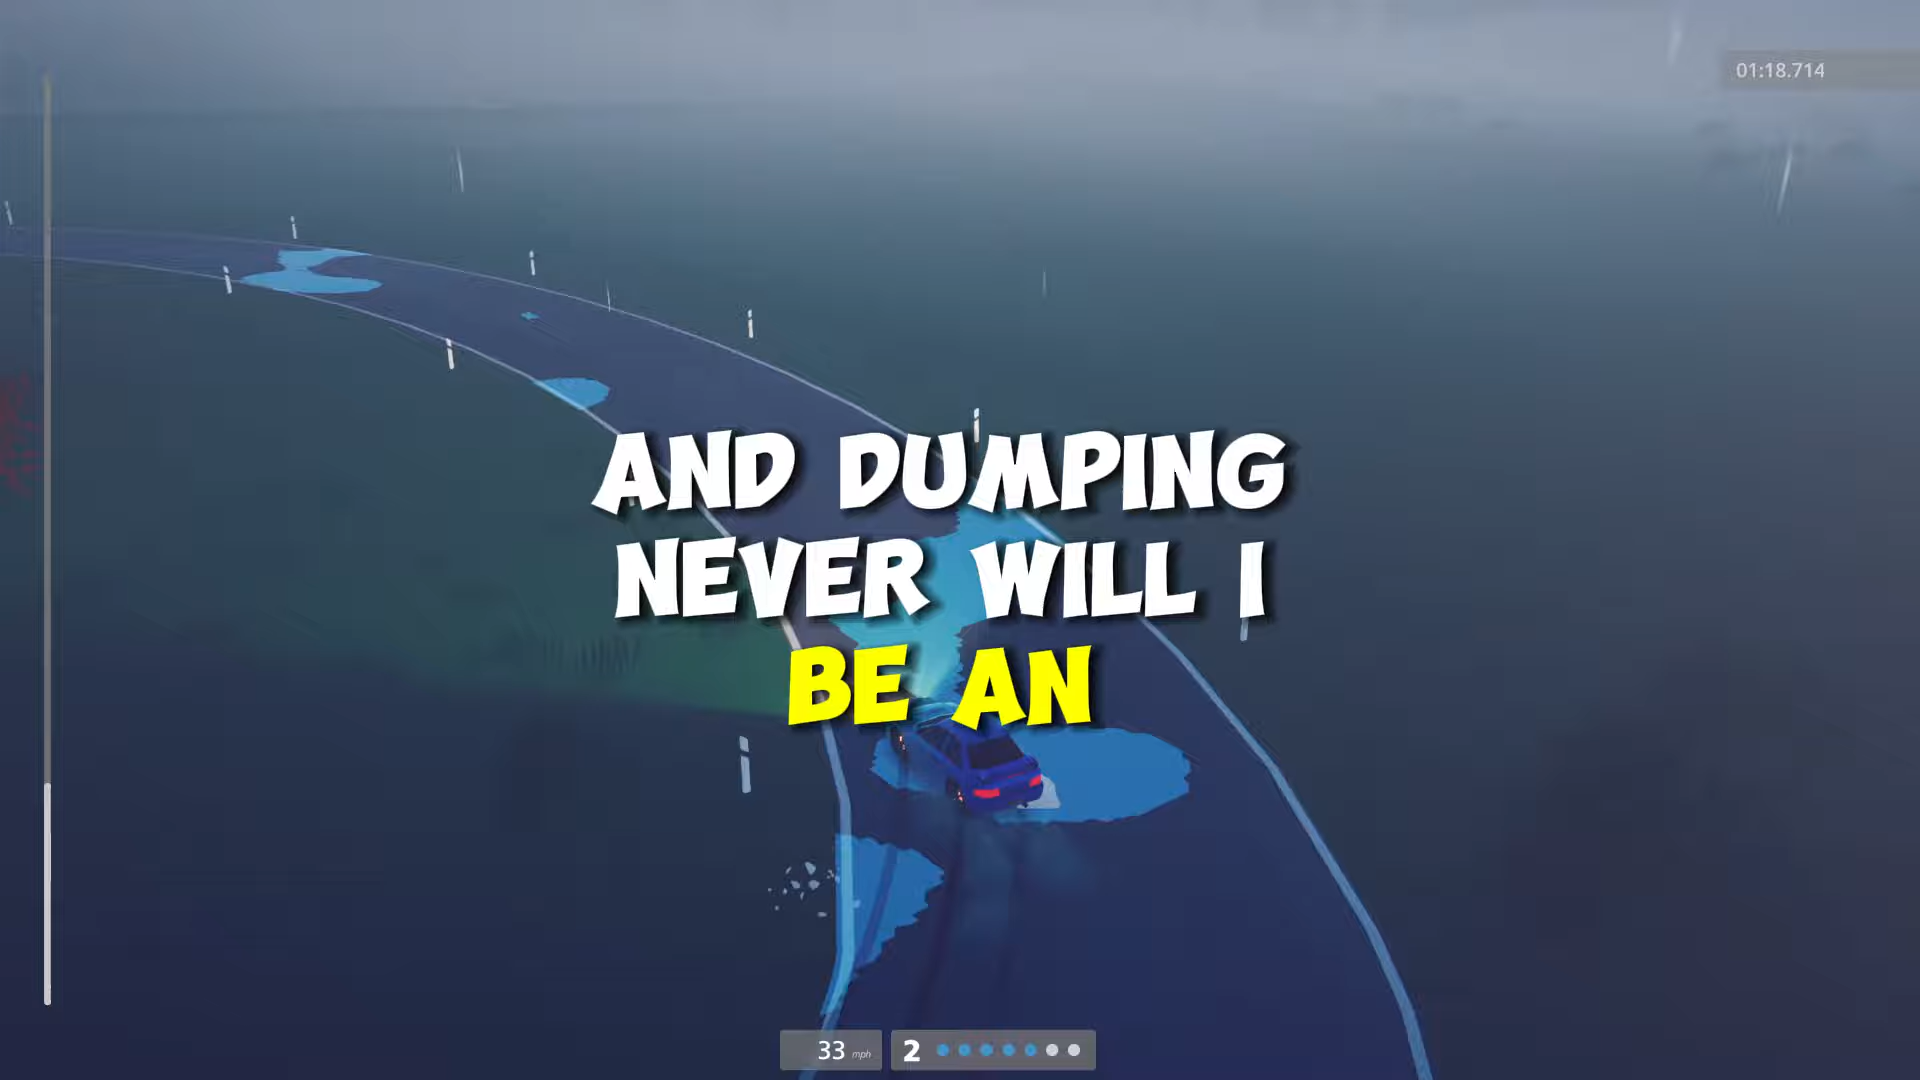 01:18.714
AND DUMPING
NEVER WILL I
BE AN
33 mph 2